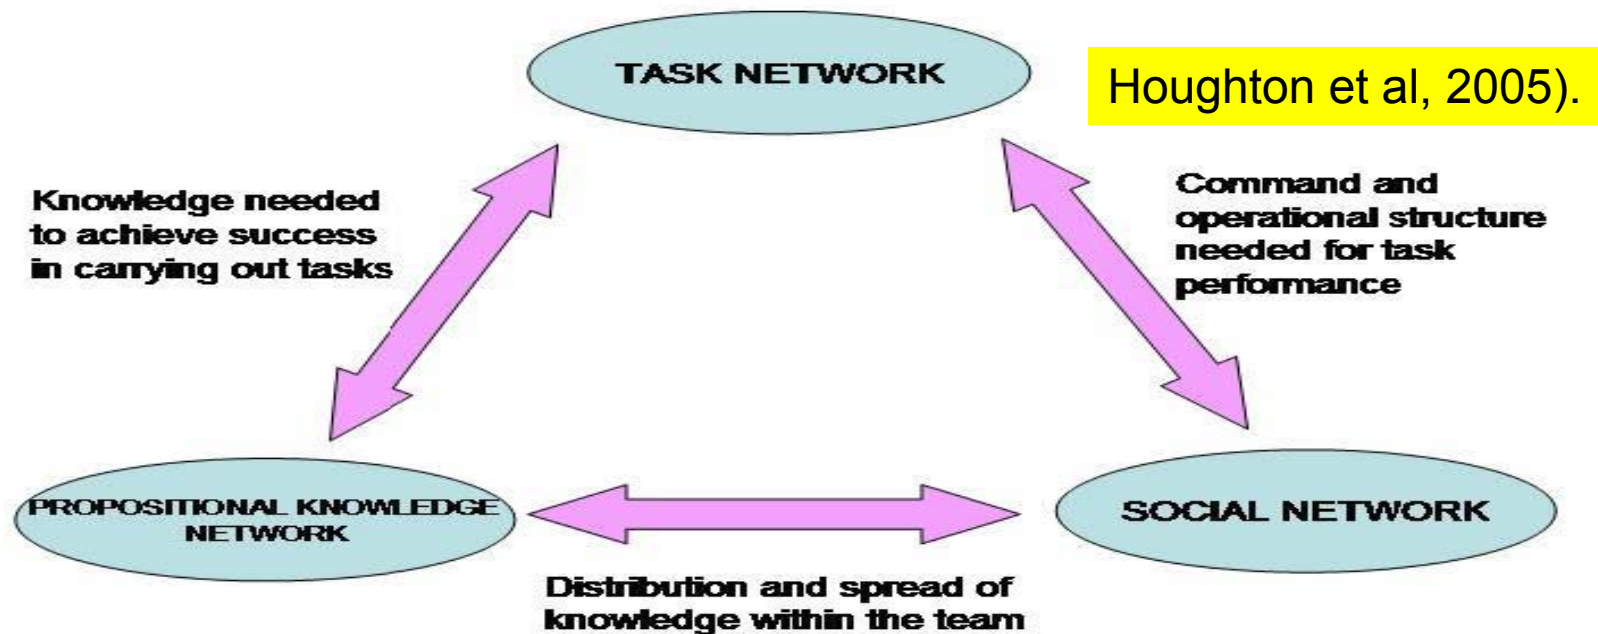 TASK NETWORK
Houghton et al, 2005).
Knowledge needed
to achieve success
in carrying out tasks
Command and
operational structure
needed for task
performance
PROPOSITIONAL KNOWLEDGE
NETWORK
SOCIAL NETWORK
Distribution and spread of
knowledge within the team